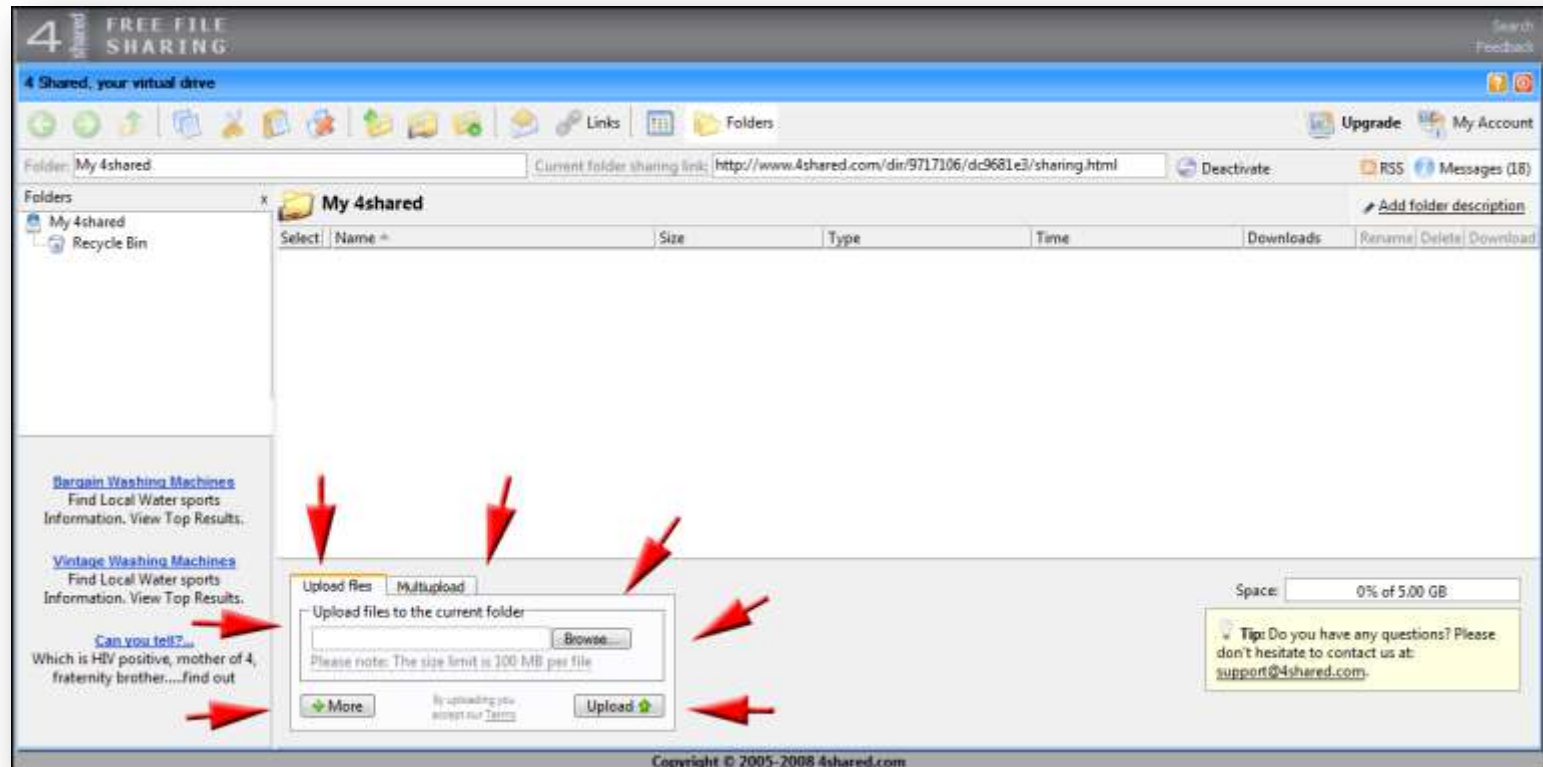 4 shared FREE FILE SHARING
Search
Feedback
4 Shared, your virtual drive
Links Folders Upgrade My Account
Folder: My 4shared Current folder sharing link: http://www.4shared.com/dir/9717106/dc9681e3/sharing.html Deactivate RSS Messages (18)
Folders x
My 4shared
Recycle Bin
My 4shared Add folder description
Select Name Size Type Time Downloads Rename Delete Download
Bargain Washing Machines
Find Local Water sports
Information. View Top Results.
Vintage Washing Machines
Find Local Water sports
Information. View Top Results.
Can you tell?...
Which is HIV positive, mother of 4,
fraternity brother....find out
Upload files Multiupload
Upload files to the current folder
Browse...
Please note: The size limit is 100 MB per file
More
By uploading you
accept our Terms
Upload
Space: 0% of 5.00 GB
Tip: Do you have any questions? Please
don't hesitate to contact us at:
support@4shared.com.
Copyright © 2005-2008 4shared.com